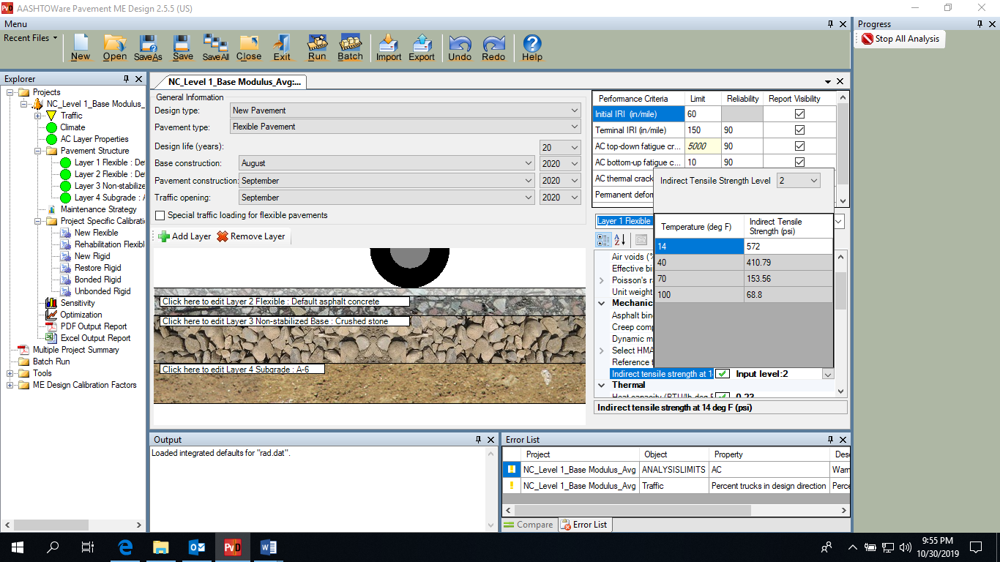 AASHTOWare Pavement ME Design 2.5.5 (US)
Menu
Progress
Recent Files
New Open SaveAs Save SaveAll Close Exit Run Batch Import Export Undo Redo Help
Stop All Analysis
Explorer
Projects
NC_Level 1_Base Modulus_
Traffic
Climate
AC Layer Properties
Pavement Structure
Layer 1 Flexible : De
Layer 2 Flexible : De
Layer 3 Non-stabilize
Layer 4 Subgrade : A
Maintenance Strategy
Project Specific Calibrati
New Flexible
Rehabilitation Flexibl
New Rigid
Restore Rigid
Bonded Rigid
Unbonded Rigid
Sensitivity
Optimization
PDF Output Report
Excel Output Report
Multiple Project Summary
Batch Run
Tools
ME Design Calibration Factors
NC_Level 1_Base Modulus_Avg:...
General Information
Design type: New Pavement
Pavement type: Flexible Pavement
Design life (years): 20
Base construction: August 2020
Pavement construction: September 2020
Traffic opening: September 2020
Special traffic loading for flexible pavements
Add Layer Remove Layer
Click here to edit Layer 2 Flexible : Default asphalt concrete
Click here to edit Layer 3 Non-stabilized Base : Crushed stone
Click here to edit Layer 4 Subgrade : A-6
Performance Criteria Limit Reliability Report Visibility
Initial IRI (in/mile) 60
Terminal IRI (in/mile) 150 90
AC top-down fatigue cr... 5000 90
AC bottom-up fatigue c... 10 90
AC thermal crack
Permanent defor
Indirect Tensile Strength Level 2
Temperature (deg F) Indirect Tensile Strength (psi)
14 572
40 410.79
70 153.56
100 68.8
Layer 1 Flexible
Air voids (%
Effective bi
Poisson's ra
Unit weight
Mechanic
Asphalt bin
Creep comp
Dynamic m
Select HMA
Reference t
Indirect tensile strength at 1 Input level:2
Thermal
Heat capacity (BTU/lb-deg F 0.23
Indirect tensile strength at 14 deg F (psi)
Output
Loaded integrated defaults for "rad.dat".
Error List
Project Object Property Des
NC_Level 1_Base Modulus_Avg ANALYSISLIMITS AC Warn
NC_Level 1_Base Modulus_Avg Traffic Percent trucks in design direction Perce
Compare Error List
9:55 PM
10/30/2019